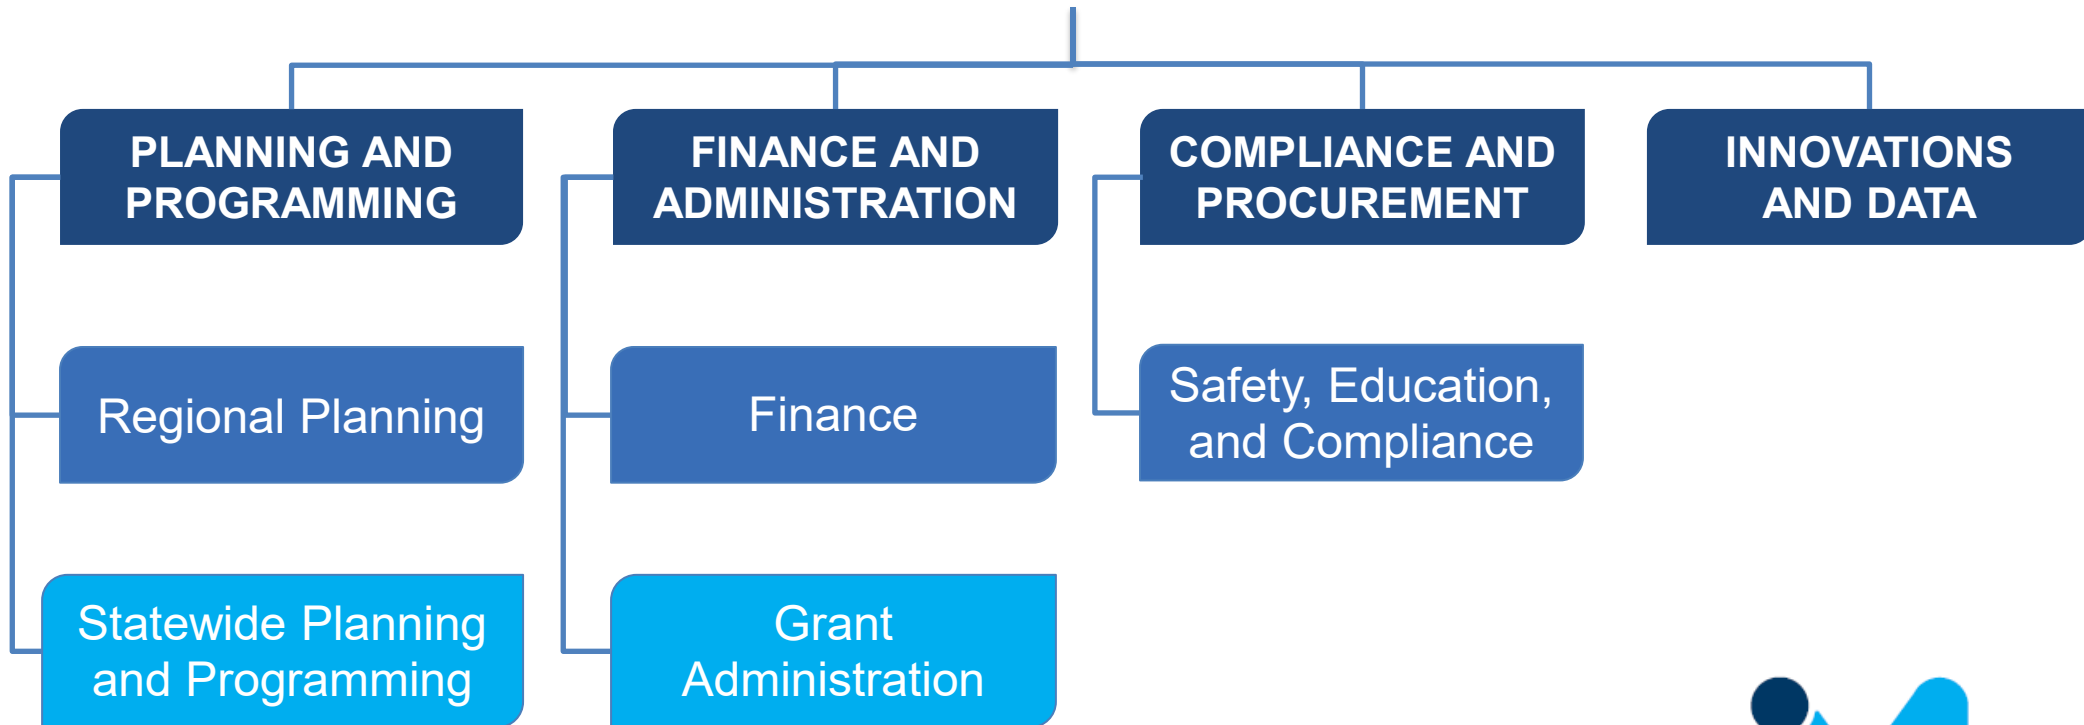 PLANNING AND
PROGRAMMING
FINANCE AND
ADMINISTRATION
COMPLIANCE AND
PROCUREMENT
INNOVATIONS
AND DATA
Regional Planning
Finance
Safety, Education,
and Compliance
Statewide Planning
and Programming
Grant
Administration